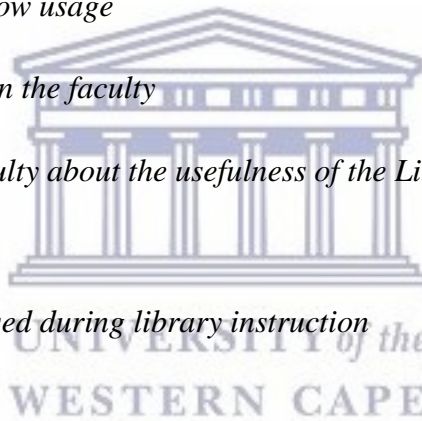 ow usage
n the faculty
ulty about the usefulness of the Li
ed during library instruction
UNIVERSITY of the
WESTERN CAPE